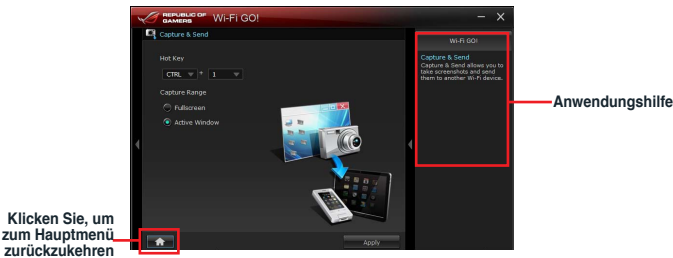 REPUBLIC OF
GAMERS
Wi-Fi GO!
Capture & Send
Hot Key
CTRL + 1
Capture Range
Fullscreen
Active Window
Apply
Wi-Fi GO!
Capture & Send
Capture & Send allows you to
take screenshots and send
them to another Wi-Fi device.
Anwendungshilfe
Klicken Sie, um
zum Hauptmenü
zurückzukehren